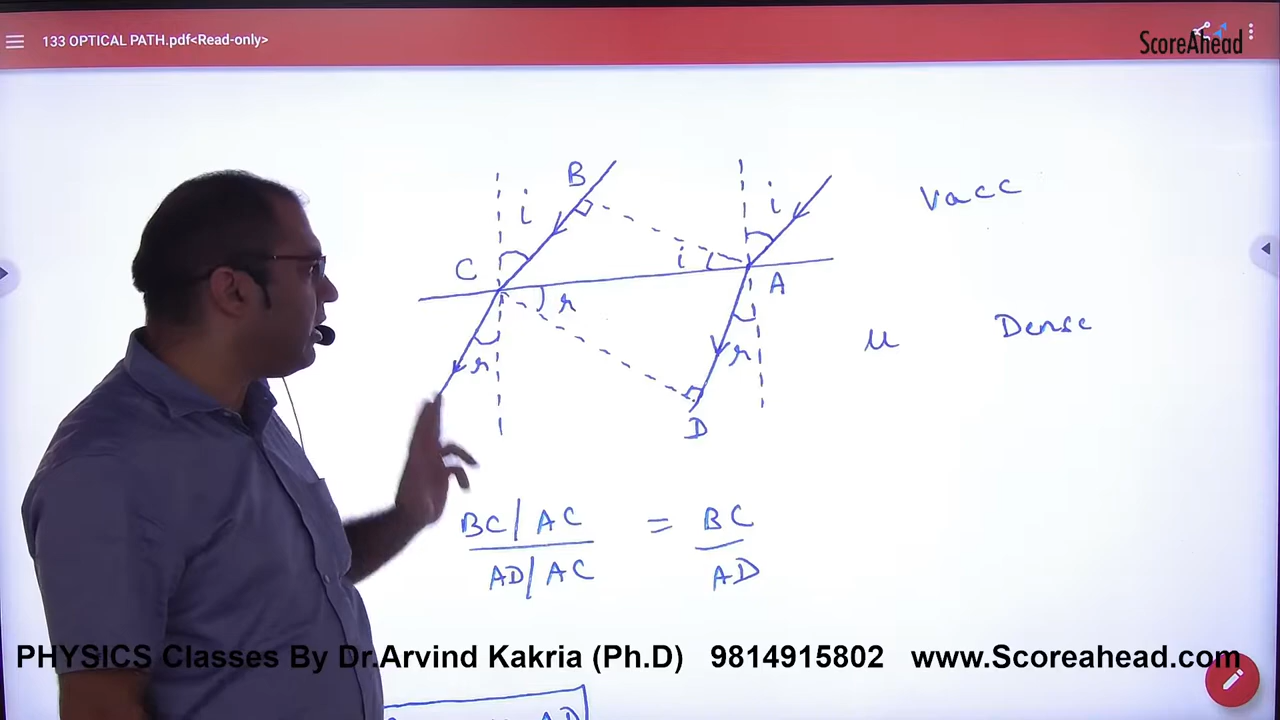 133 OPTICAL PATH.pdf<Read-only>
ScoreAhead
B
i
i
vacc
C
i
A
r
r
r
μ
Dense
D
BC/AC = BC
AD/AC AD
PHYSICS Classes By Dr.Arvind Kakria (Ph.D) 9814915802 www.Scoreahead.com
AD